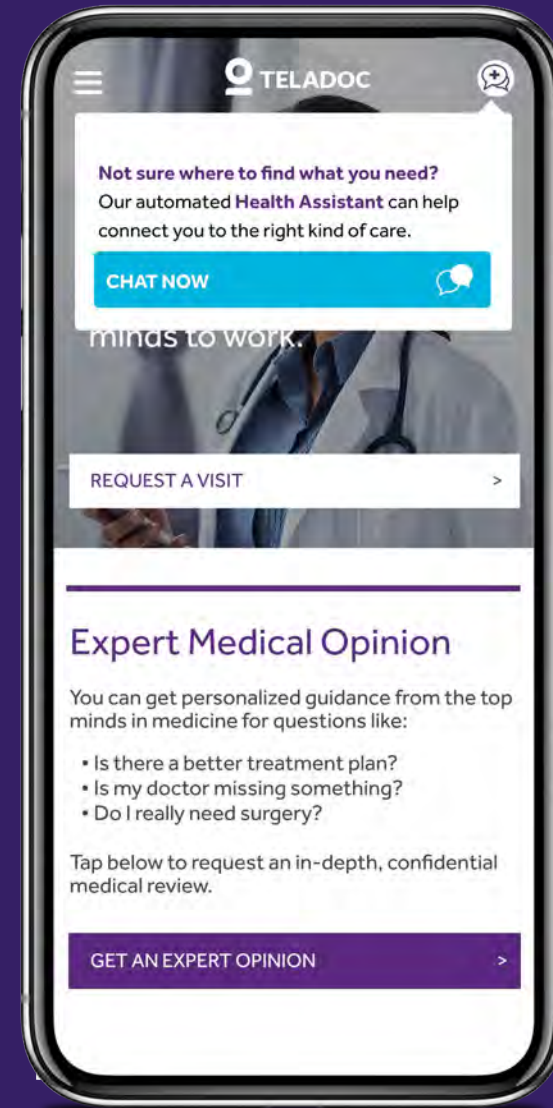 TELADOC
Not sure where to find what you need?
Our automated Health Assistant can help
connect you to the right kind of care.
CHAT NOW
minds to work.
REQUEST A VISIT >
Expert Medical Opinion
You can get personalized guidance from the top
minds in medicine for questions like:
• Is there a better treatment plan?
• Is my doctor missing something?
• Do I really need surgery?
Tap below to request an in-depth, confidential
medical review.
GET AN EXPERT OPINION >